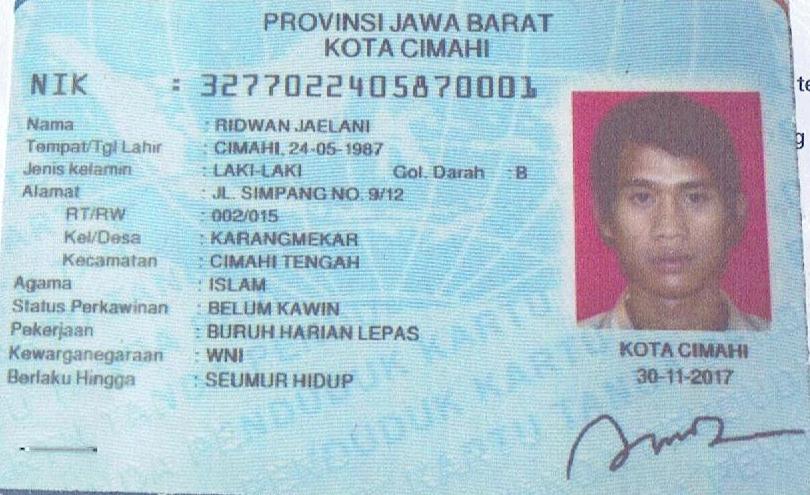 PROVINSI JAWA BARAT
KOTA CIMAHI
NIK : 3277022405870001
Nama : RIDWAN JAELANI
Tempat/Tgl Lahir : CIMAHI, 24-05-1987
Jenis kelamin : LAKI-LAKI Gol. Darah : B
Alamat : JL. SIMPANG NO. 9/12
RT/RW : 002/015
Kel/Desa : KARANGMEKAR
Kecamatan : CIMAHI TENGAH
Agama : ISLAM
Status Perkawinan : BELUM KAWIN
Pekerjaan : BURUH HARIAN LEPAS
Kewarganegaraan : WNI
Berlaku Hingga : SEUMUR HIDUP
KOTA CIMAHI
30-11-2017